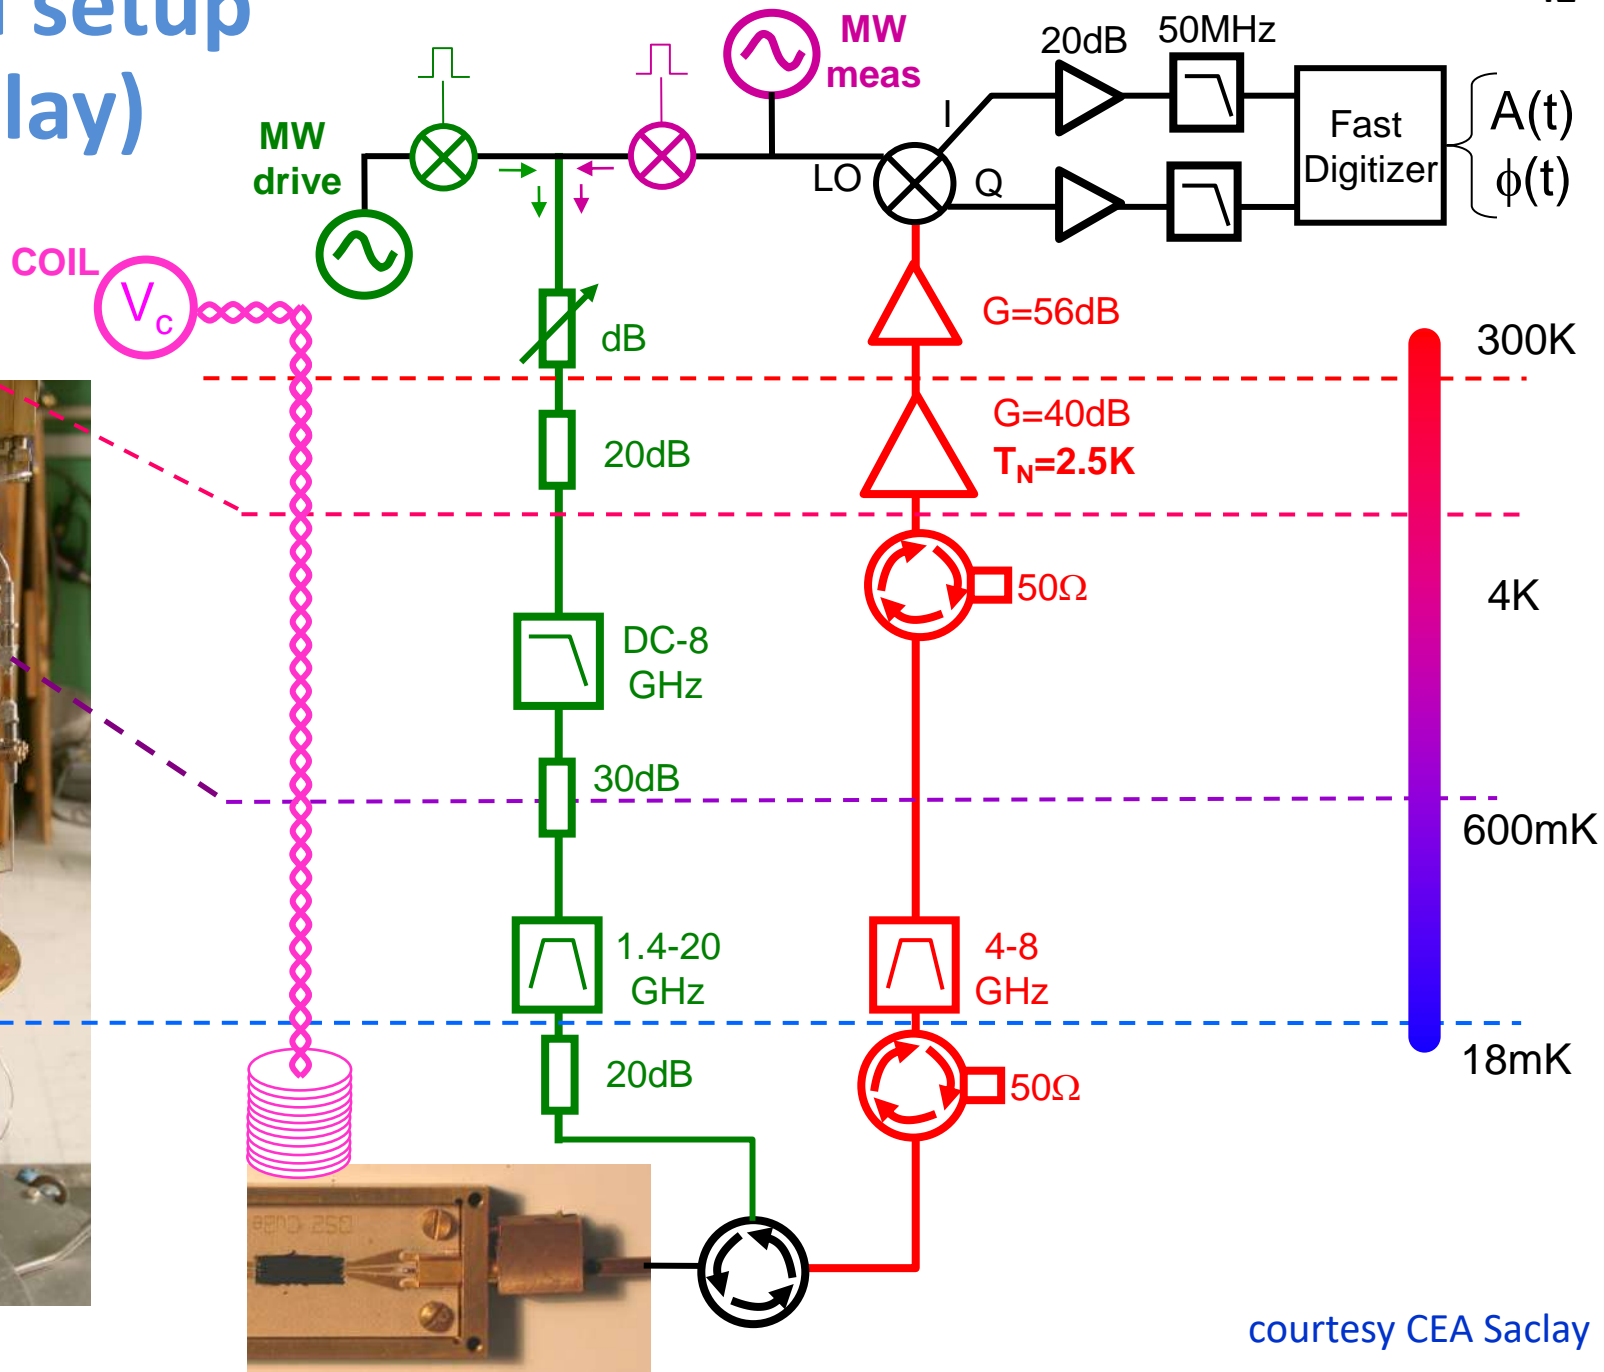 setup
lay)
MW
drive
MW
meas
20dB
50MHz
I
Q
LO
Fast
Digitizer
A(t)
ϕ(t)
COIL
Vc
dB
G=56dB
300K
20dB
G=40dB
TN=2.5K
50Ω
4K
DC-8
GHz
30dB
600mK
1.4-20
GHz
4-8
GHz
20dB
50Ω
18mK
courtesy CEA Saclay